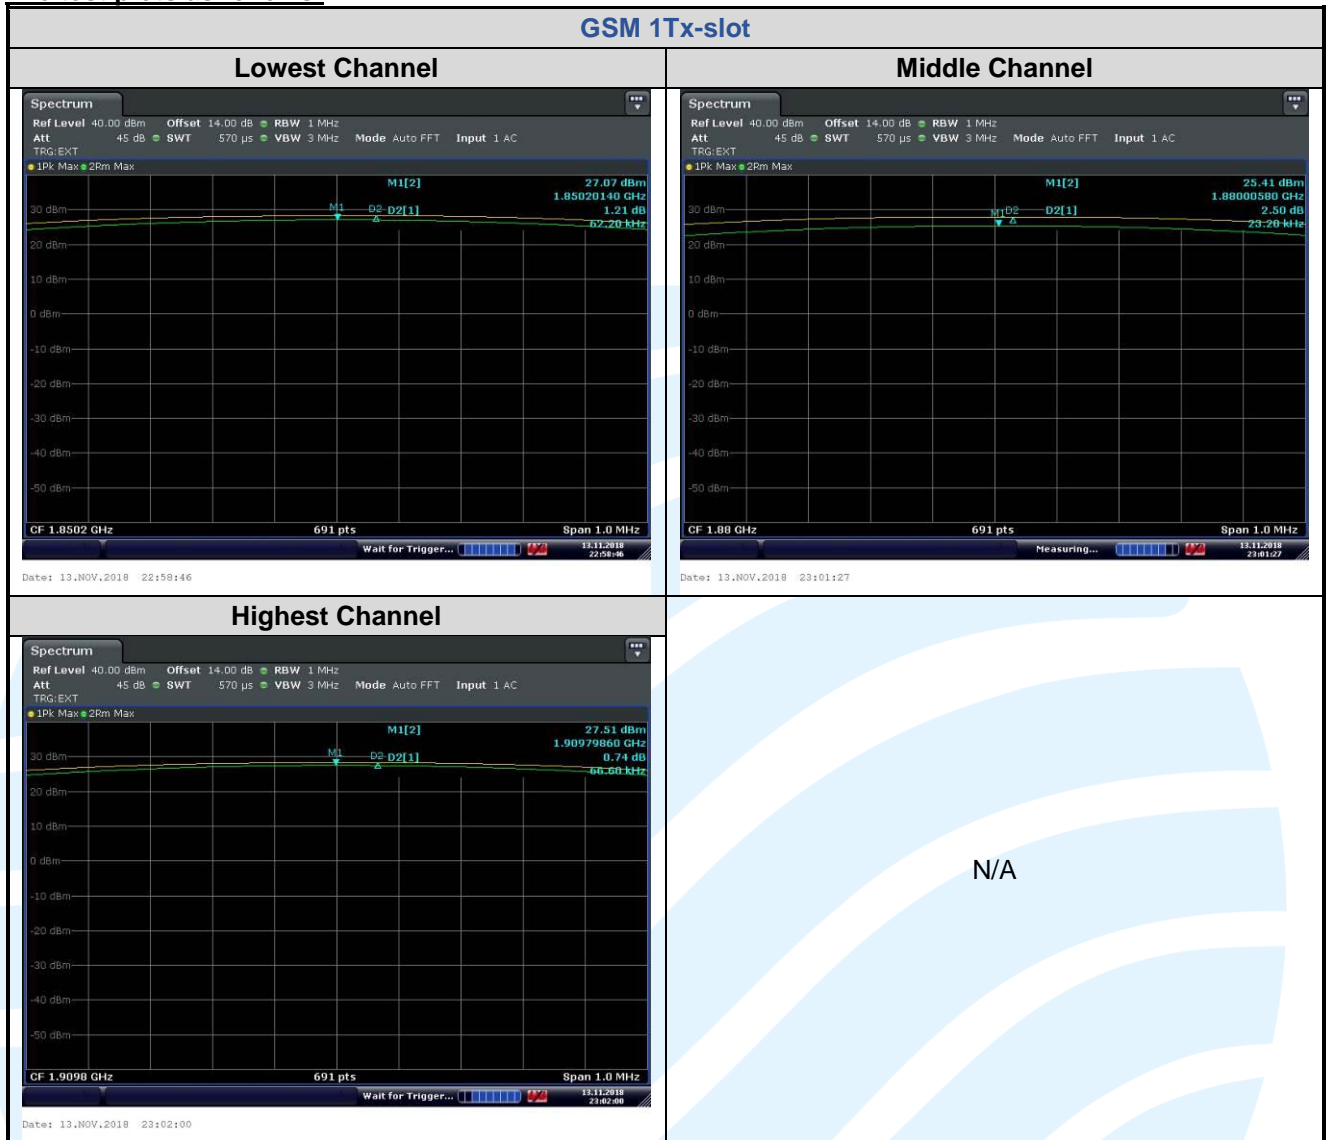 GSM 1Tx-slot
Lowest Channel
Middle Channel
Spectrum
Ref Level 40.00 dBm Offset 14.00 dB RBW 1 MHz
Att 45 dB SWT 570 µs VBW 3 MHz Mode Auto FFT Input 1 AC
TRG:EXT
1Pk Max 2Rm Max
M1[2] 27.07 dBm
1.85020140 GHz
30 dBm M1 D2 D2[1] 1.21 dB
62.20 kHz
20 dBm
10 dBm
0 dBm
-10 dBm
-20 dBm
-30 dBm
-40 dBm
-50 dBm
CF 1.8502 GHz 691 pts Span 1.0 MHz
Wait for Trigger... 13.11.2018
22:58:46
Date: 13.NOV.2018 22:58:46
Spectrum
Ref Level 40.00 dBm Offset 14.00 dB RBW 1 MHz
Att 45 dB SWT 570 µs VBW 3 MHz Mode Auto FFT Input 1 AC
TRG:EXT
1Pk Max 2Rm Max
M1[2] 25.41 dBm
1.88000580 GHz
30 dBm M1 D2 D2[1] 2.50 dB
23.20 kHz
20 dBm
10 dBm
0 dBm
-10 dBm
-20 dBm
-30 dBm
-40 dBm
-50 dBm
CF 1.88 GHz 691 pts Span 1.0 MHz
Measuring... 13.11.2018
23:01:27
Date: 13.NOV.2018 23:01:27
Highest Channel
Spectrum
Ref Level 40.00 dBm Offset 14.00 dB RBW 1 MHz
Att 45 dB SWT 570 µs VBW 3 MHz Mode Auto FFT Input 1 AC
TRG:EXT
1Pk Max 2Rm Max
M1[2] 27.51 dBm
1.90979860 GHz
30 dBm M1 D2 D2[1] 0.74 dB
66.60 kHz
20 dBm
10 dBm
0 dBm
-10 dBm
-20 dBm
-30 dBm
-40 dBm
-50 dBm
CF 1.9098 GHz 691 pts Span 1.0 MHz
Wait for Trigger... 13.11.2018
23:02:00
Date: 13.NOV.2018 23:02:00
N/A